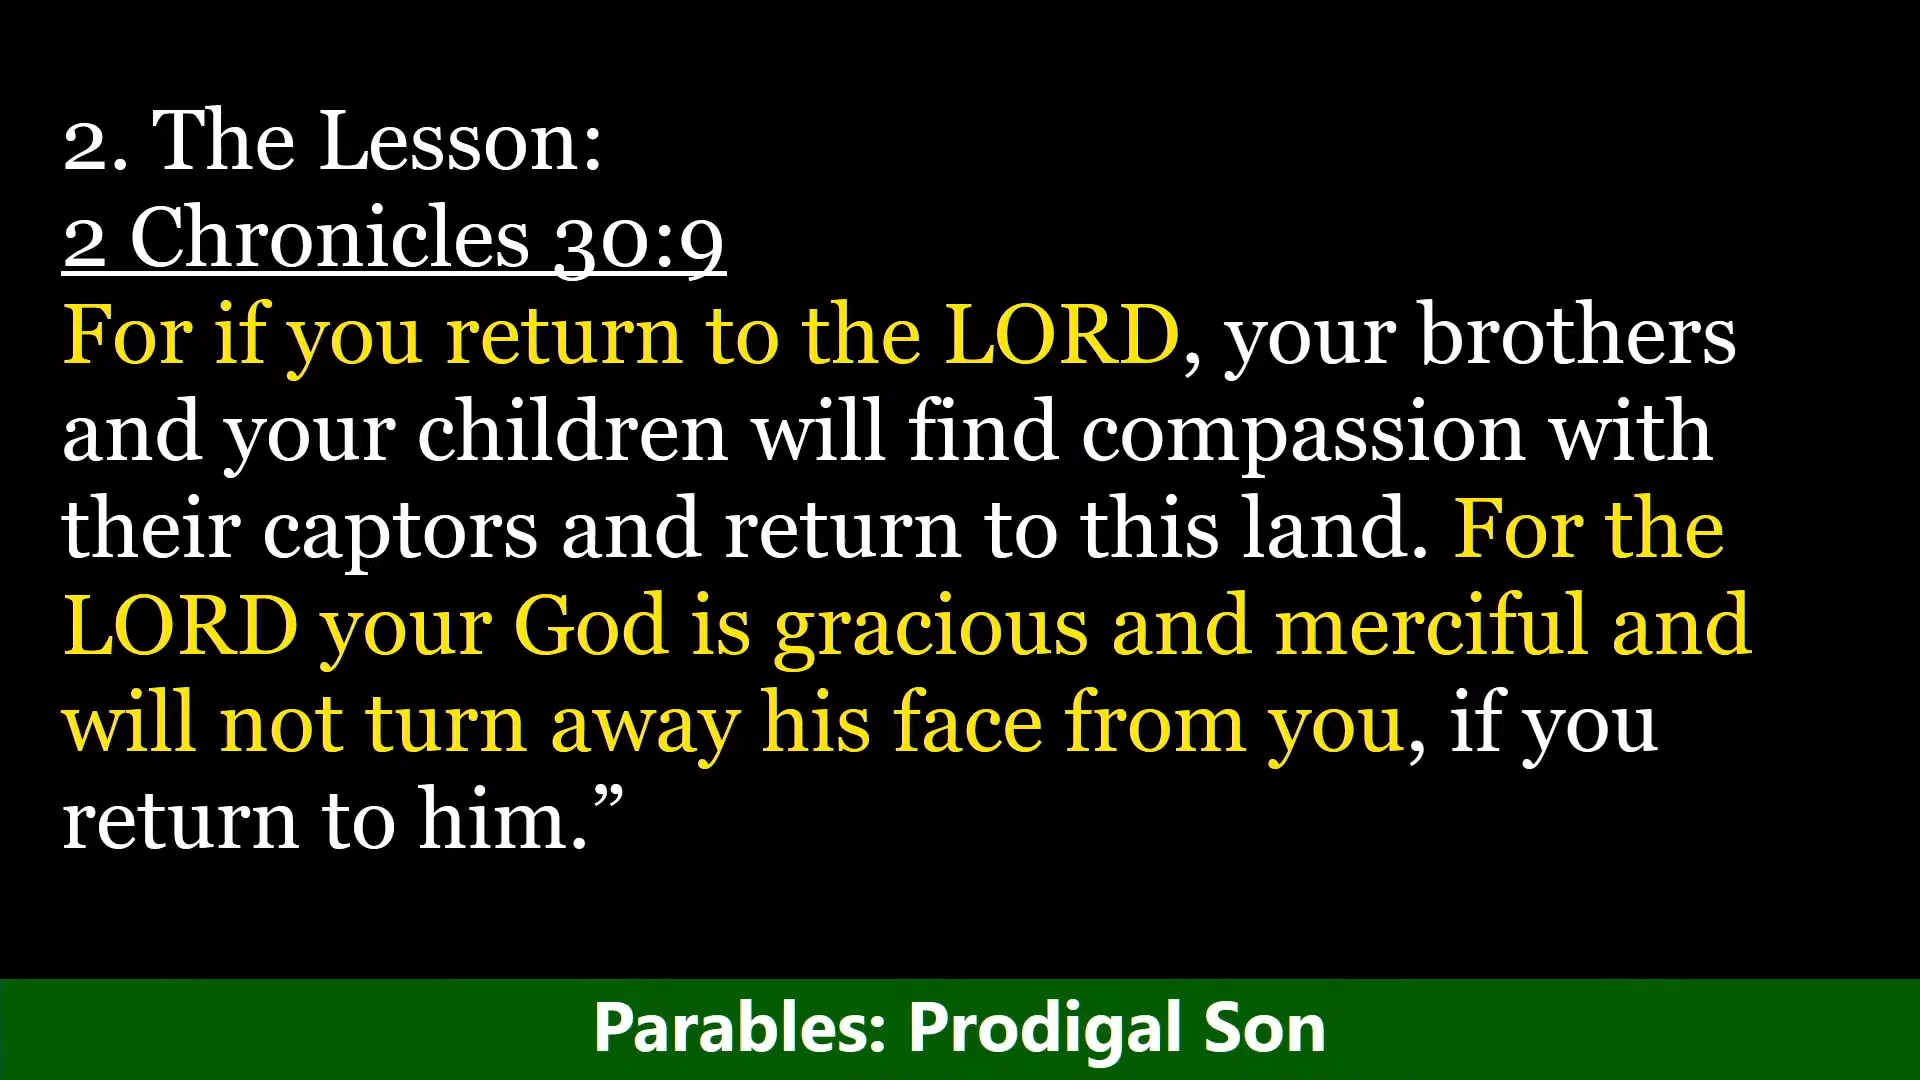 2. The Lesson:
2 Chronicles 30:9
For if you return to the LORD, your brothers
and your children will find compassion with
their captors and return to this land. For the
LORD your God is gracious and merciful and
will not turn away his face from you, if you
return to him.”
Parables: Prodigal Son